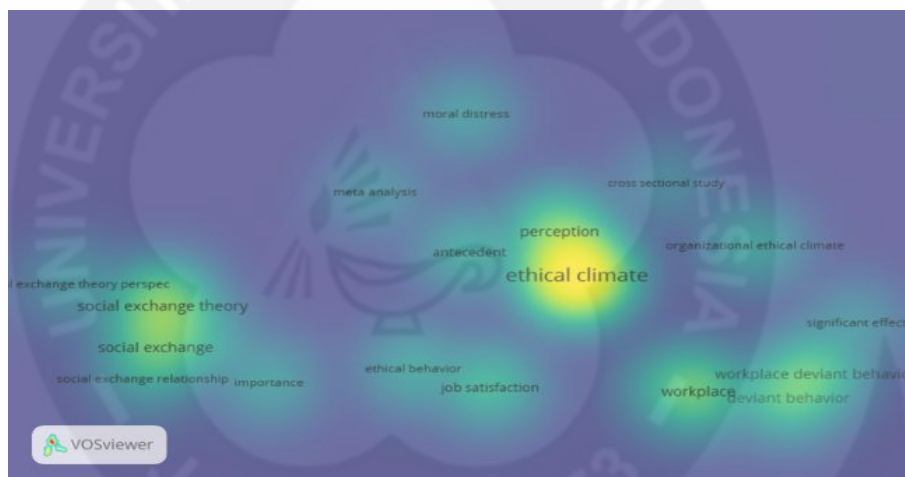 moral distress
meta analysis
cross sectional study
perception
organizational ethical climate
antecedent
ethical climate
l exchange theory perspec
social exchange theory
significant effect
social exchange
ethical behavior
workplace deviant behavio
social exchange relationship
importance
job satisfaction
workplace
deviant behavior
VOSviewer